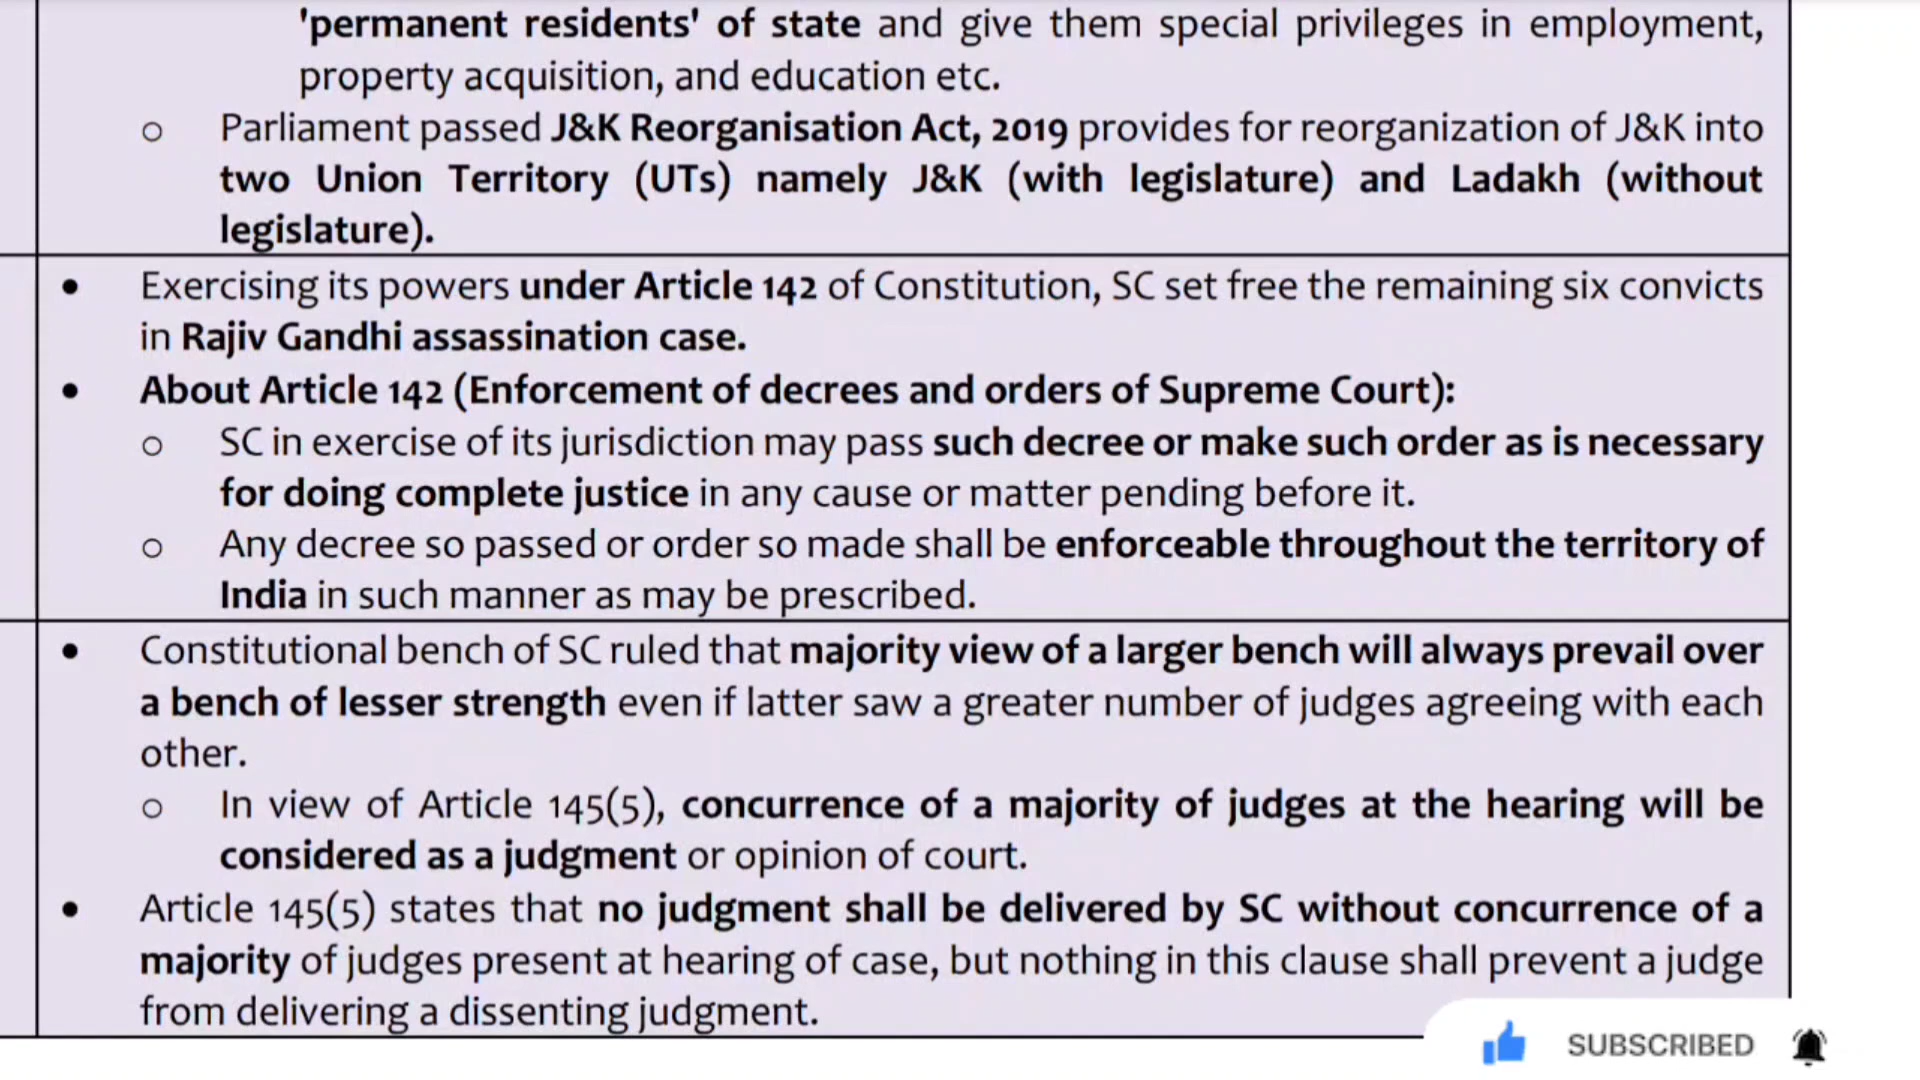 'permanent residents' of state and give them special privileges in employment,
property acquisition, and education etc.
o Parliament passed J&K Reorganisation Act, 2019 provides for reorganization of J&K into
two Union Territory (UTs) namely J&K (with legislature) and Ladakh (without
legislature).
• Exercising its powers under Article 142 of Constitution, SC set free the remaining six convicts
in Rajiv Gandhi assassination case.
• About Article 142 (Enforcement of decrees and orders of Supreme Court):
o SC in exercise of its jurisdiction may pass such decree or make such order as is necessary
for doing complete justice in any cause or matter pending before it.
o Any decree so passed or order so made shall be enforceable throughout the territory of
India in such manner as may be prescribed.
• Constitutional bench of SC ruled that majority view of a larger bench will always prevail over
a bench of lesser strength even if latter saw a greater number of judges agreeing with each
other.
o In view of Article 145(5), concurrence of a majority of judges at the hearing will be
considered as a judgment or opinion of court.
• Article 145(5) states that no judgment shall be delivered by SC without concurrence of a
majority of judges present at hearing of case, but nothing in this clause shall prevent a judge
from delivering a dissenting judgment.
SUBSCRIBED